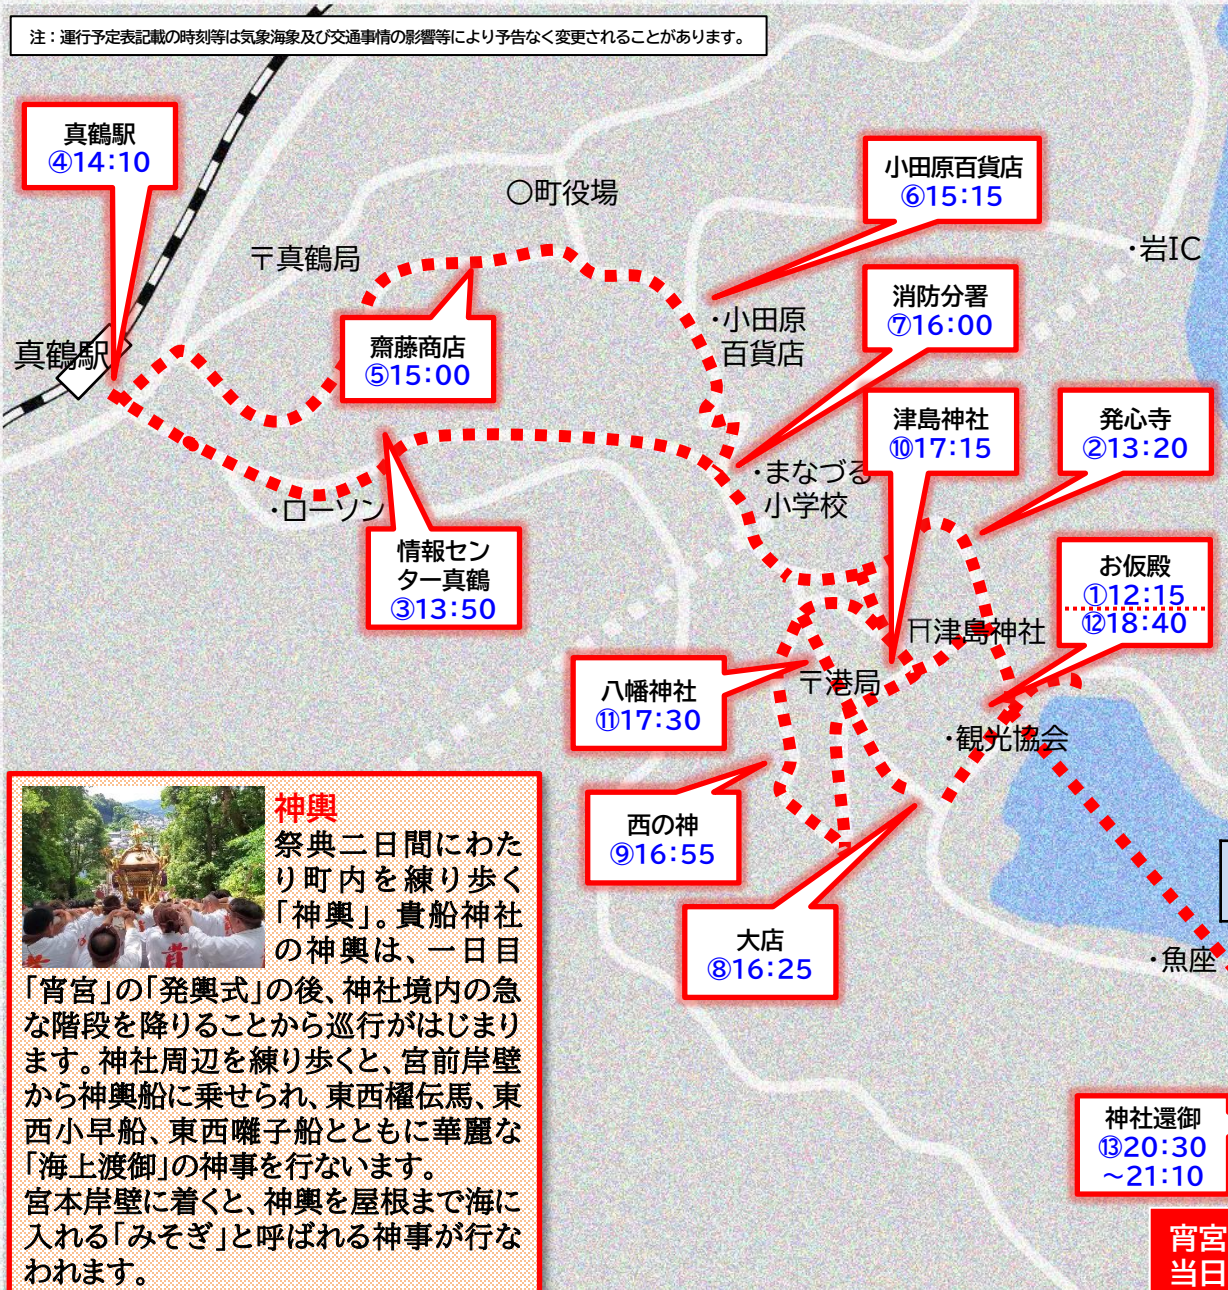 注：運行予定表記載の時刻等は気象海象及び交通事情の影響等により予告なく変更されることがあります。
真鶴駅
④14:10
小田原百貨店
⑥15:15
〇町役場
〒真鶴局
・岩IC
消防分署
⑦16:00
・小田原
百貨店
真鶴駅
齋藤商店
⑤15:00
津島神社
⑩17:15
発心寺
②13:20
・まなづる
小学校
・ローソン
情報セン
ター真鶴
③13:50
お仮殿
①12:15
⑫18:40
津島神社
八幡神社
⑪17:30
〒港局
・観光協会
西の神
⑨16:55
大店
⑧16:25
・魚座
神輿
祭典二日間にわた
り町内を練り歩く
「神輿」。貴船神社
の神輿は、一日目
「宵宮」の「発輿式」の後、神社境内の急
な階段を降りることから巡行がはじまり
ます。神社周辺を練り歩くと、宮前岸壁
から神輿船に乗せられ、東西櫂伝馬、東
西小早船、東西囃子船とともに華麗な
「海上渡御」の神事を行ないます。
宮本岸壁に着くと、神輿を屋根まで海に
入れる「みそぎ」と呼ばれる神事が行な
われます。
神社還御
⑬20:30
～21:10
宵宮
当日